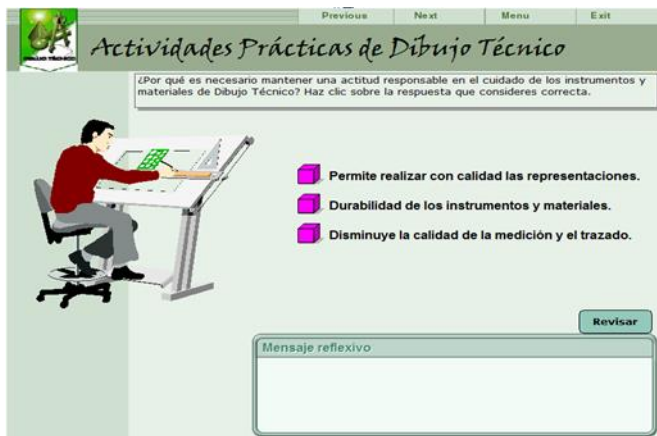 Previous Next Menu Exit
DIBUJO TÉCNICO
Actividades Prácticas de Dibujo Técnico
¿Por qué es necesario mantener una actitud responsable en el cuidado de los instrumentos y
materiales de Dibujo Técnico? Haz clic sobre la respuesta que consideres correcta.
Permite realizar con calidad las representaciones.
Durabilidad de los instrumentos y materiales.
Disminuye la calidad de la medición y el trazado.
Revisar
Mensaje reflexivo